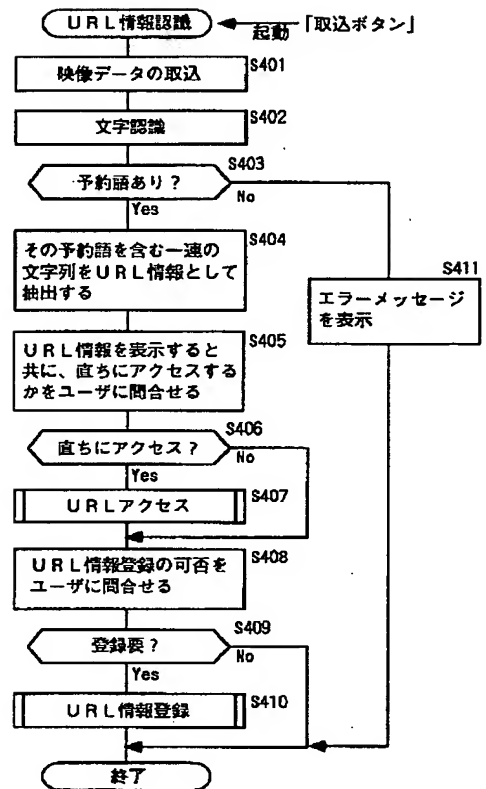 URL情報認識
起動
「取込ボタン」
映像データの取込
S401
文字認識
S402
予約語あり?
S403
Yes
No
その予約語を含む一連の
文字列をURL情報として
抽出する
S404
エラーメッセージ
を表示
S411
URL情報を表示すると
共に、直ちにアクセスする
かをユーザに問合せる
S405
直ちにアクセス?
S406
Yes
No
URLアクセス
S407
URL情報登録の可否を
ユーザに問合せる
S408
登録要?
S409
Yes
No
URL情報登録
S410
終了